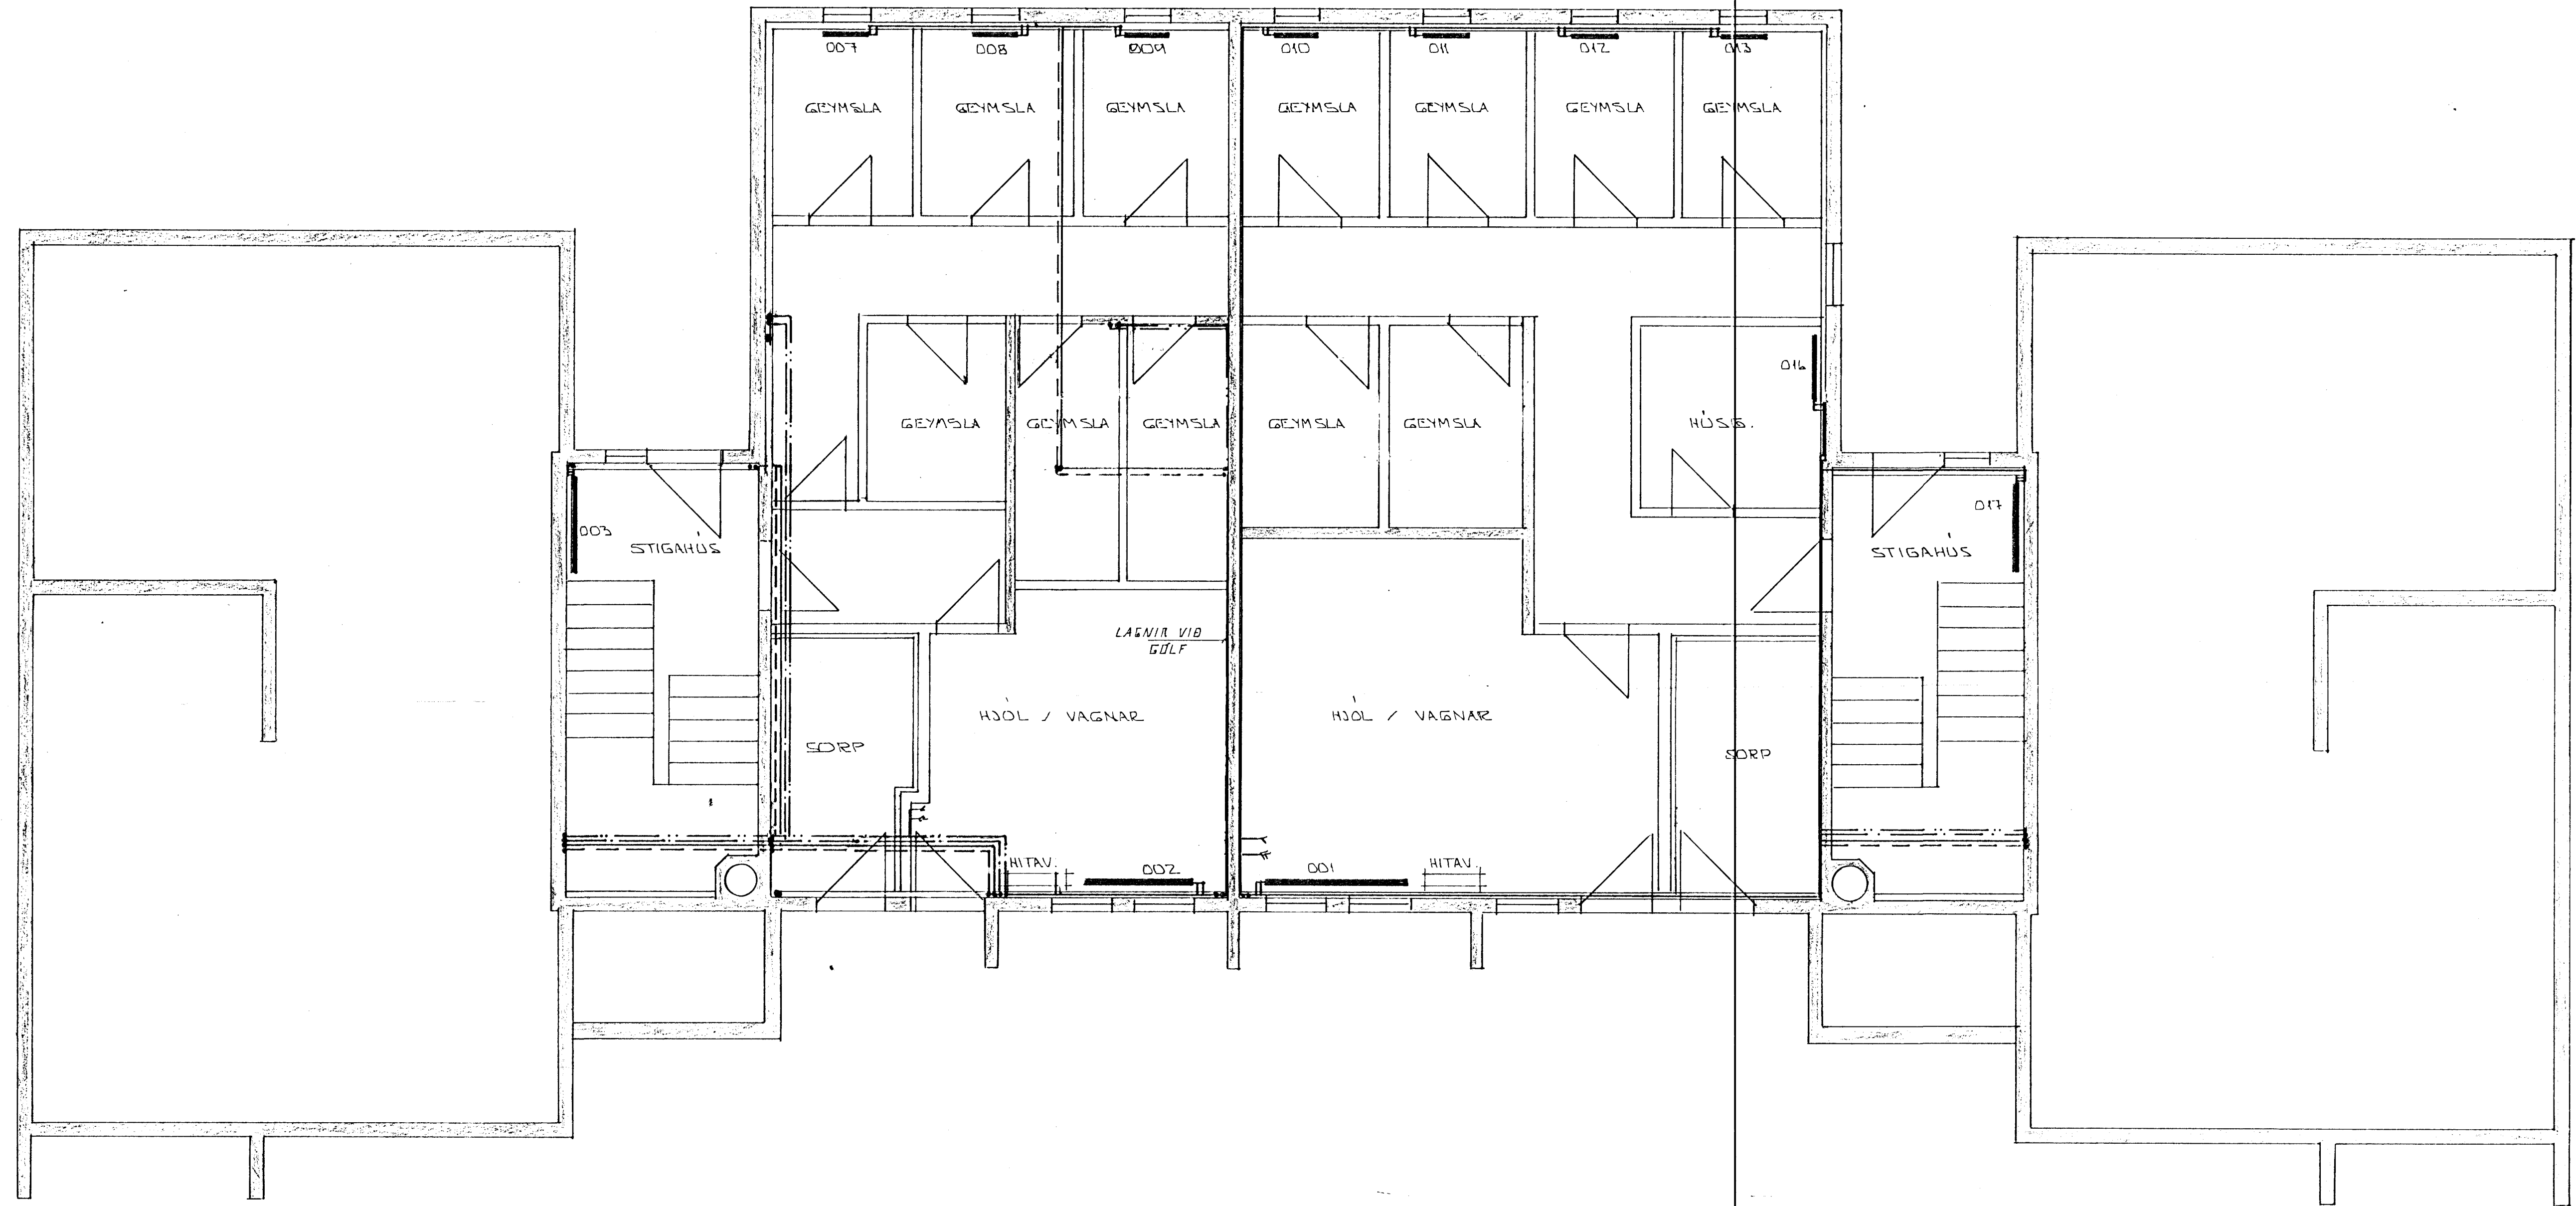 007 008 009 010 011 012 013
GEYMSLA GEYMSLA GEYMSLA GEYMSLA GEYMSLA GEYMSLA GEYMSLA
016
GEYMSLA GEYMSLA GEYMSLA GEYMSLA GEYMSLA HÚSG.
003 017
STIGAHÚS STIGAHÚS
LAGNIR VIÐ
GÓLF
HJÓL / VAGNAR HJÓL / VAGNAR
SORP SORP
HITAV. 002 001 HITAV.